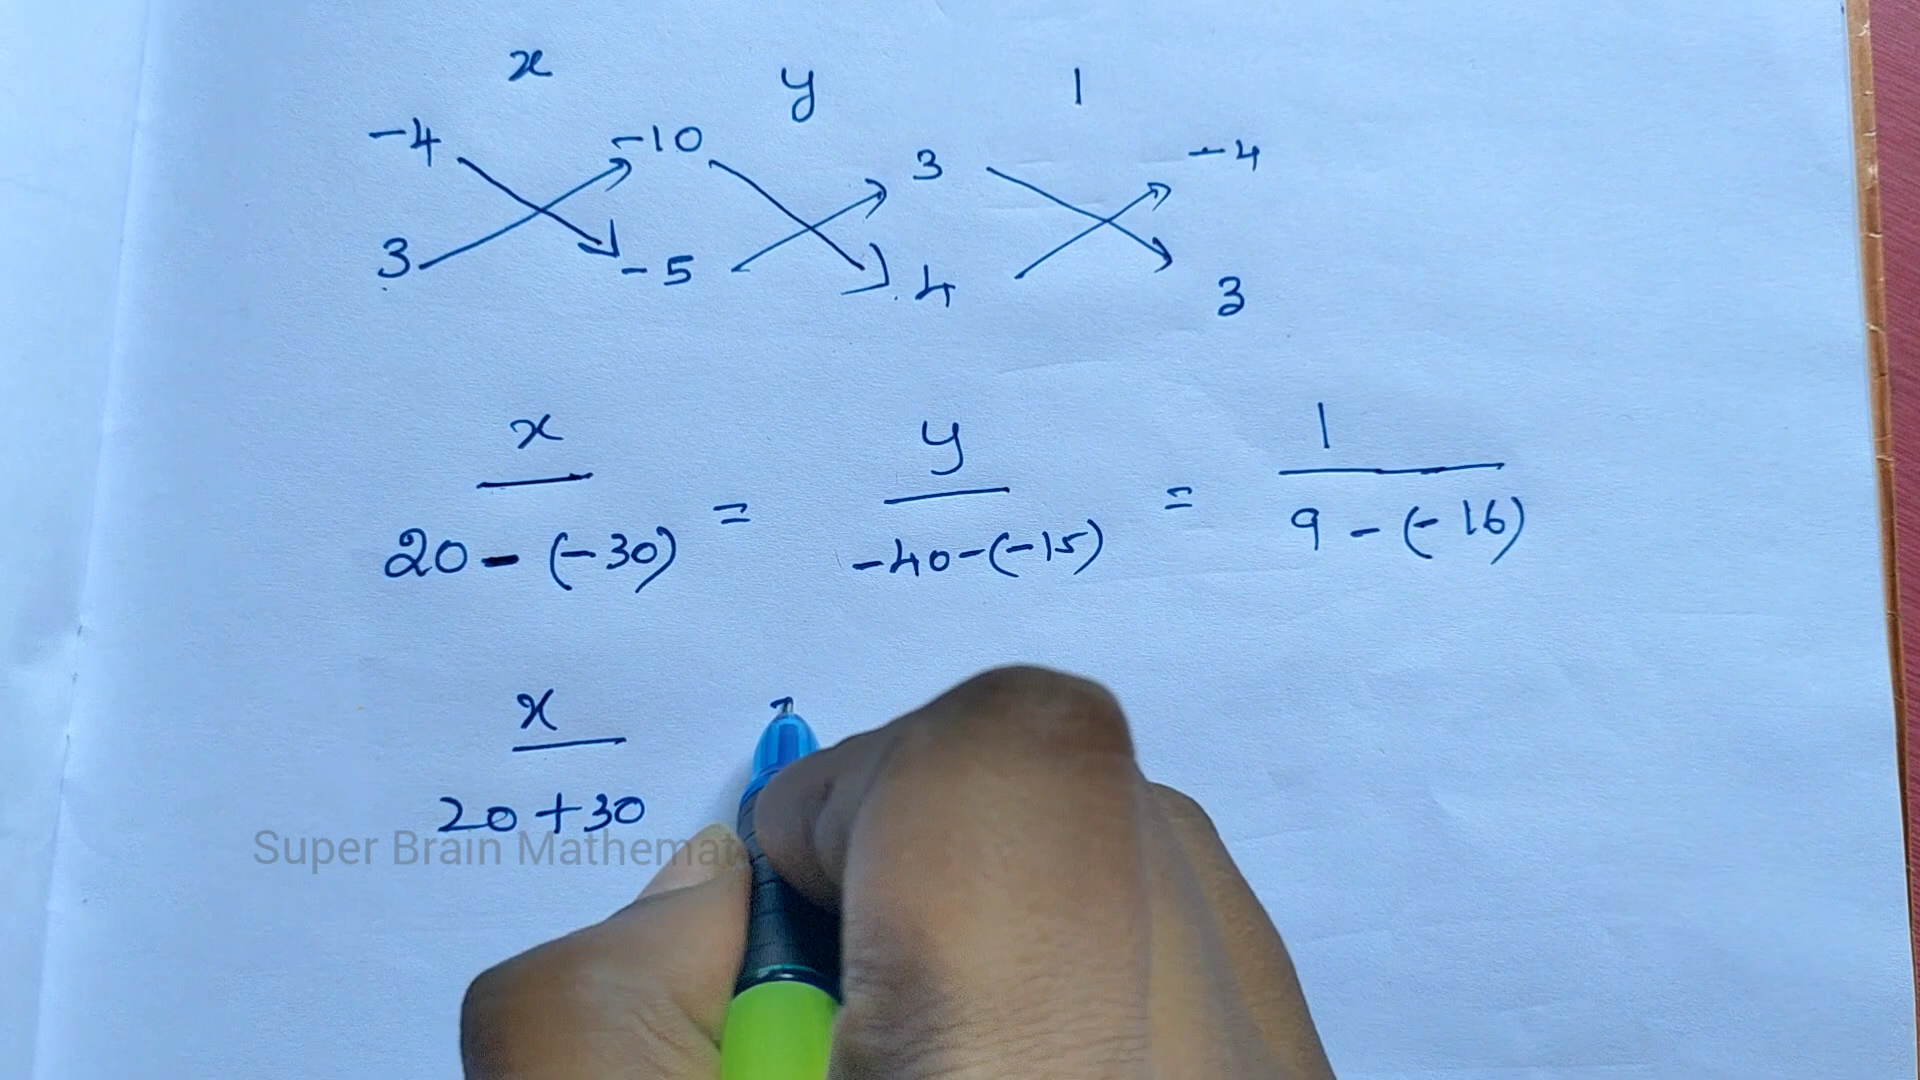 x y 1
-4 -10 3 -4
3 -5 4 3
x y 1
20 - (-30) = -40-(-15) = 9 - (-16)
x
20 + 30
Super Brain Mathemat